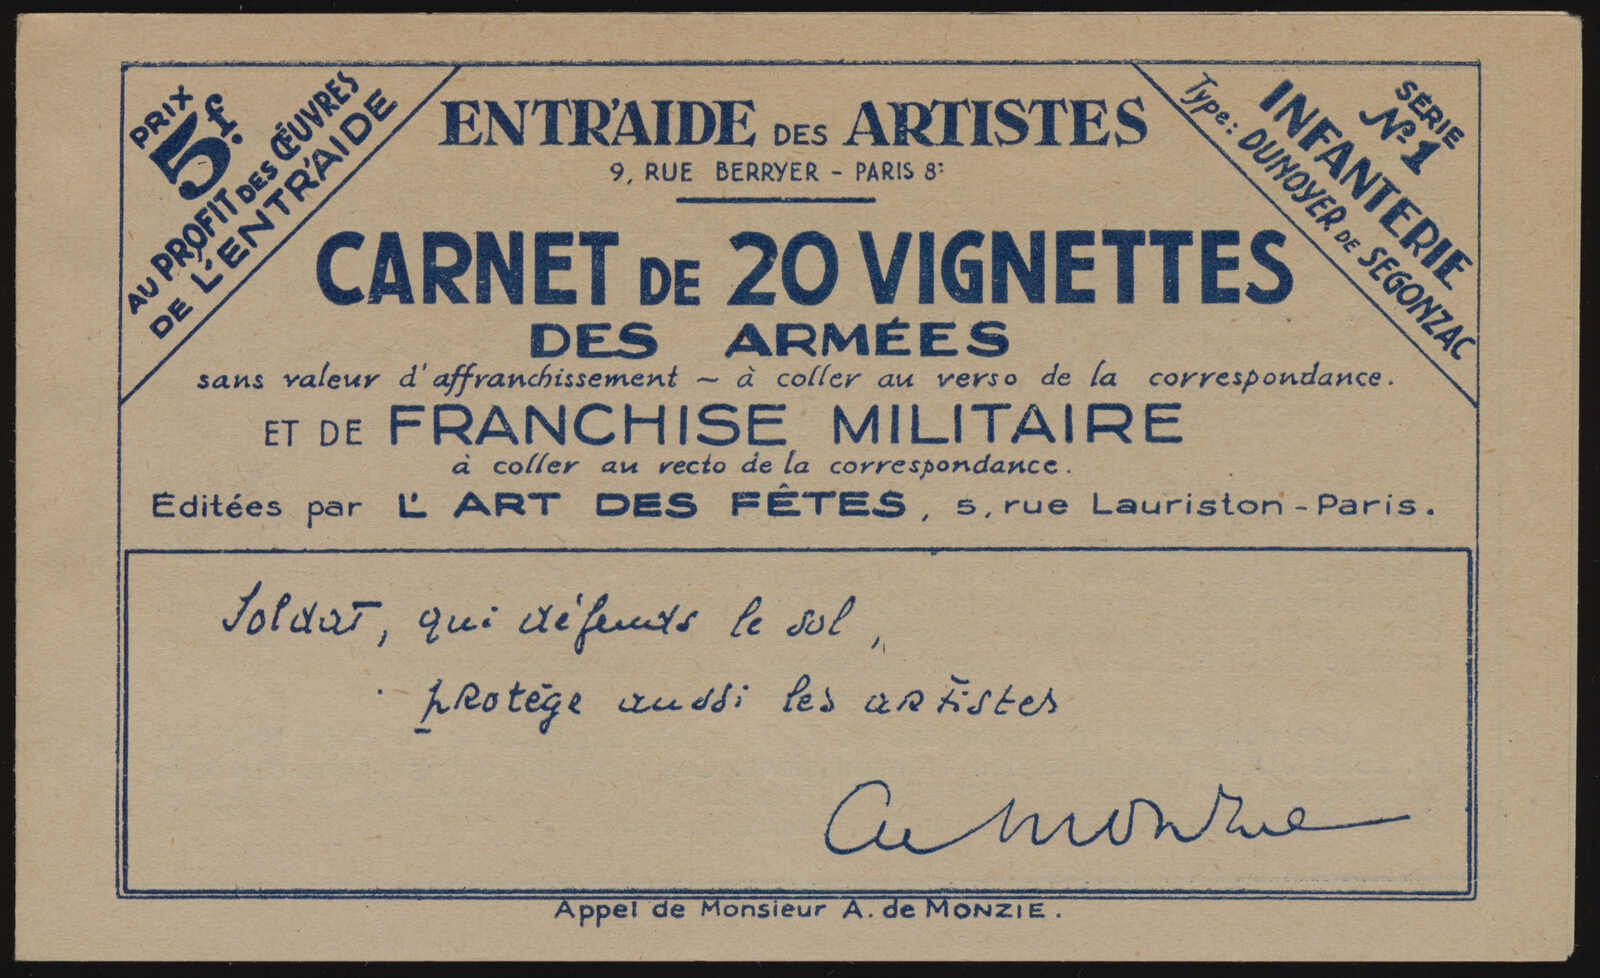 PRIX
5f.
AU PROFIT DES ŒUVRES
DE L'ENTR'AIDE
ENTR'AIDE DES ARTISTES
9, RUE BERRYER - PARIS 8e
SÉRIE
No 1
INFANTERIE
Type: DUNOYER DE SEGONZAC
CARNET DE 20 VIGNETTES
DES ARMÉES
sans valeur d'affranchissement ~ à coller au verso de la correspondance.
ET DE FRANCHISE MILITAIRE
à coller au recto de la correspondance.
Éditées par L'ART DES FÊTES, 5, rue Lauriston - Paris.
Soldat, qui défends le sol,
protège aussi les artistes
A de Monzie
Appel de Monsieur A. de MONZIE.